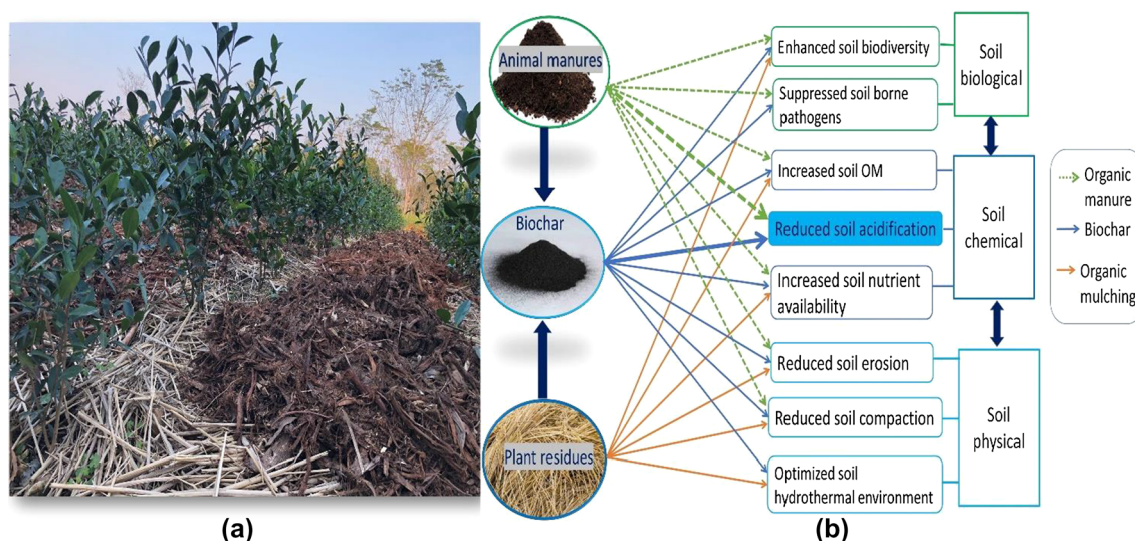 Animal manures
Biochar
Plant residues
Enhanced soil biodiversity
Suppressed soil borne
pathogens
Increased soil OM
Reduced soil acidification
Increased soil nutrient
availability
Reduced soil erosion
Reduced soil compaction
Optimized soil
hydrothermal environment
Soil
biological
Soil
chemical
Soil
physical
Organic
manure
Biochar
Organic
mulching
(a)
(b)